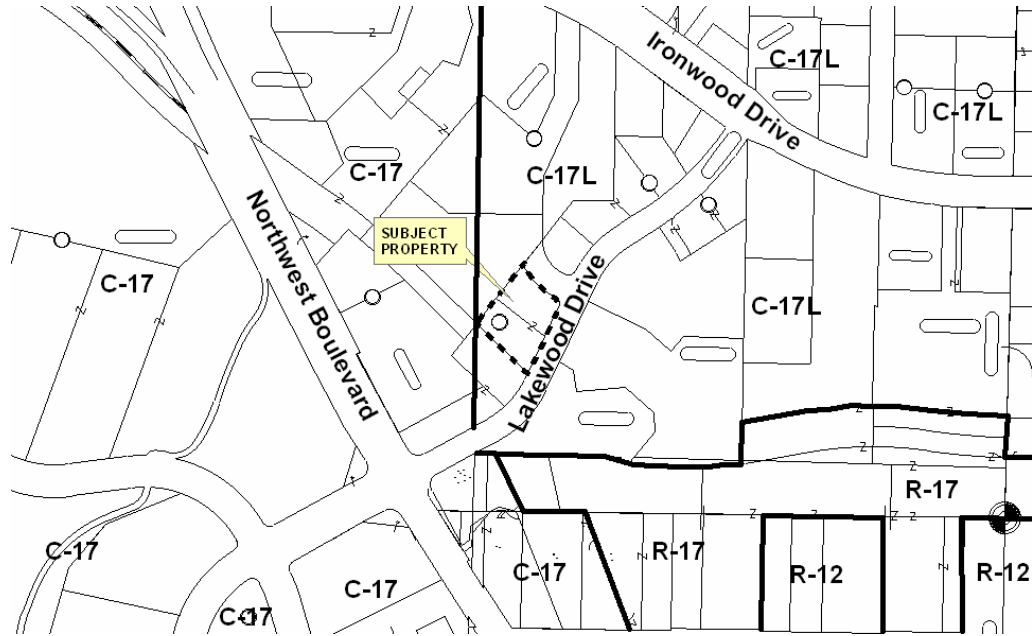 Ironwood Drive
C-17L
C-17L
C-17
C-17L
Northwest Boulevard
SUBJECT
PROPERTY
C-17
Lakewood Drive
C-17L
R-17
C-17
C-17
R-17
R-12
R-12
C-17
C-17